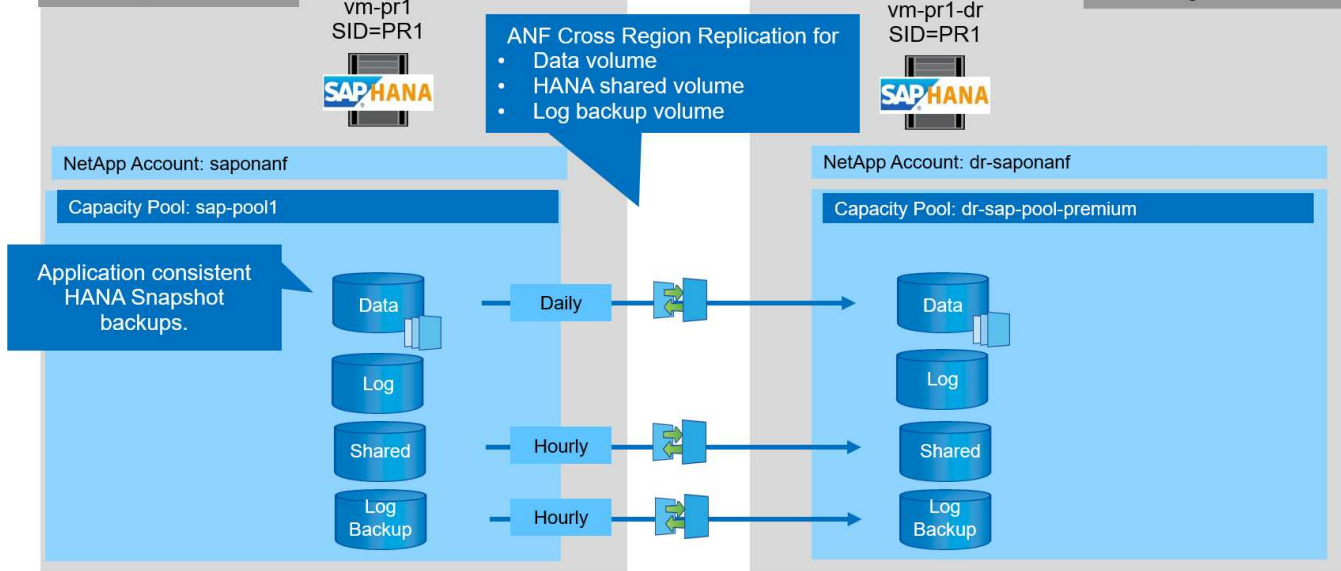 vm-pr1
SID=PR1
SAP HANA
ANF Cross Region Replication for
• Data volume
• HANA shared volume
• Log backup volume
vm-pr1-dr
SID=PR1
SAP HANA
NetApp Account: saponanf
Capacity Pool: sap-pool1
NetApp Account: dr-saponanf
Capacity Pool: dr-sap-pool-premium
Application consistent
HANA Snapshot
backups.
Data
Daily
Data
Log
Log
Shared
Hourly
Shared
Log
Backup
Hourly
Log
Backup